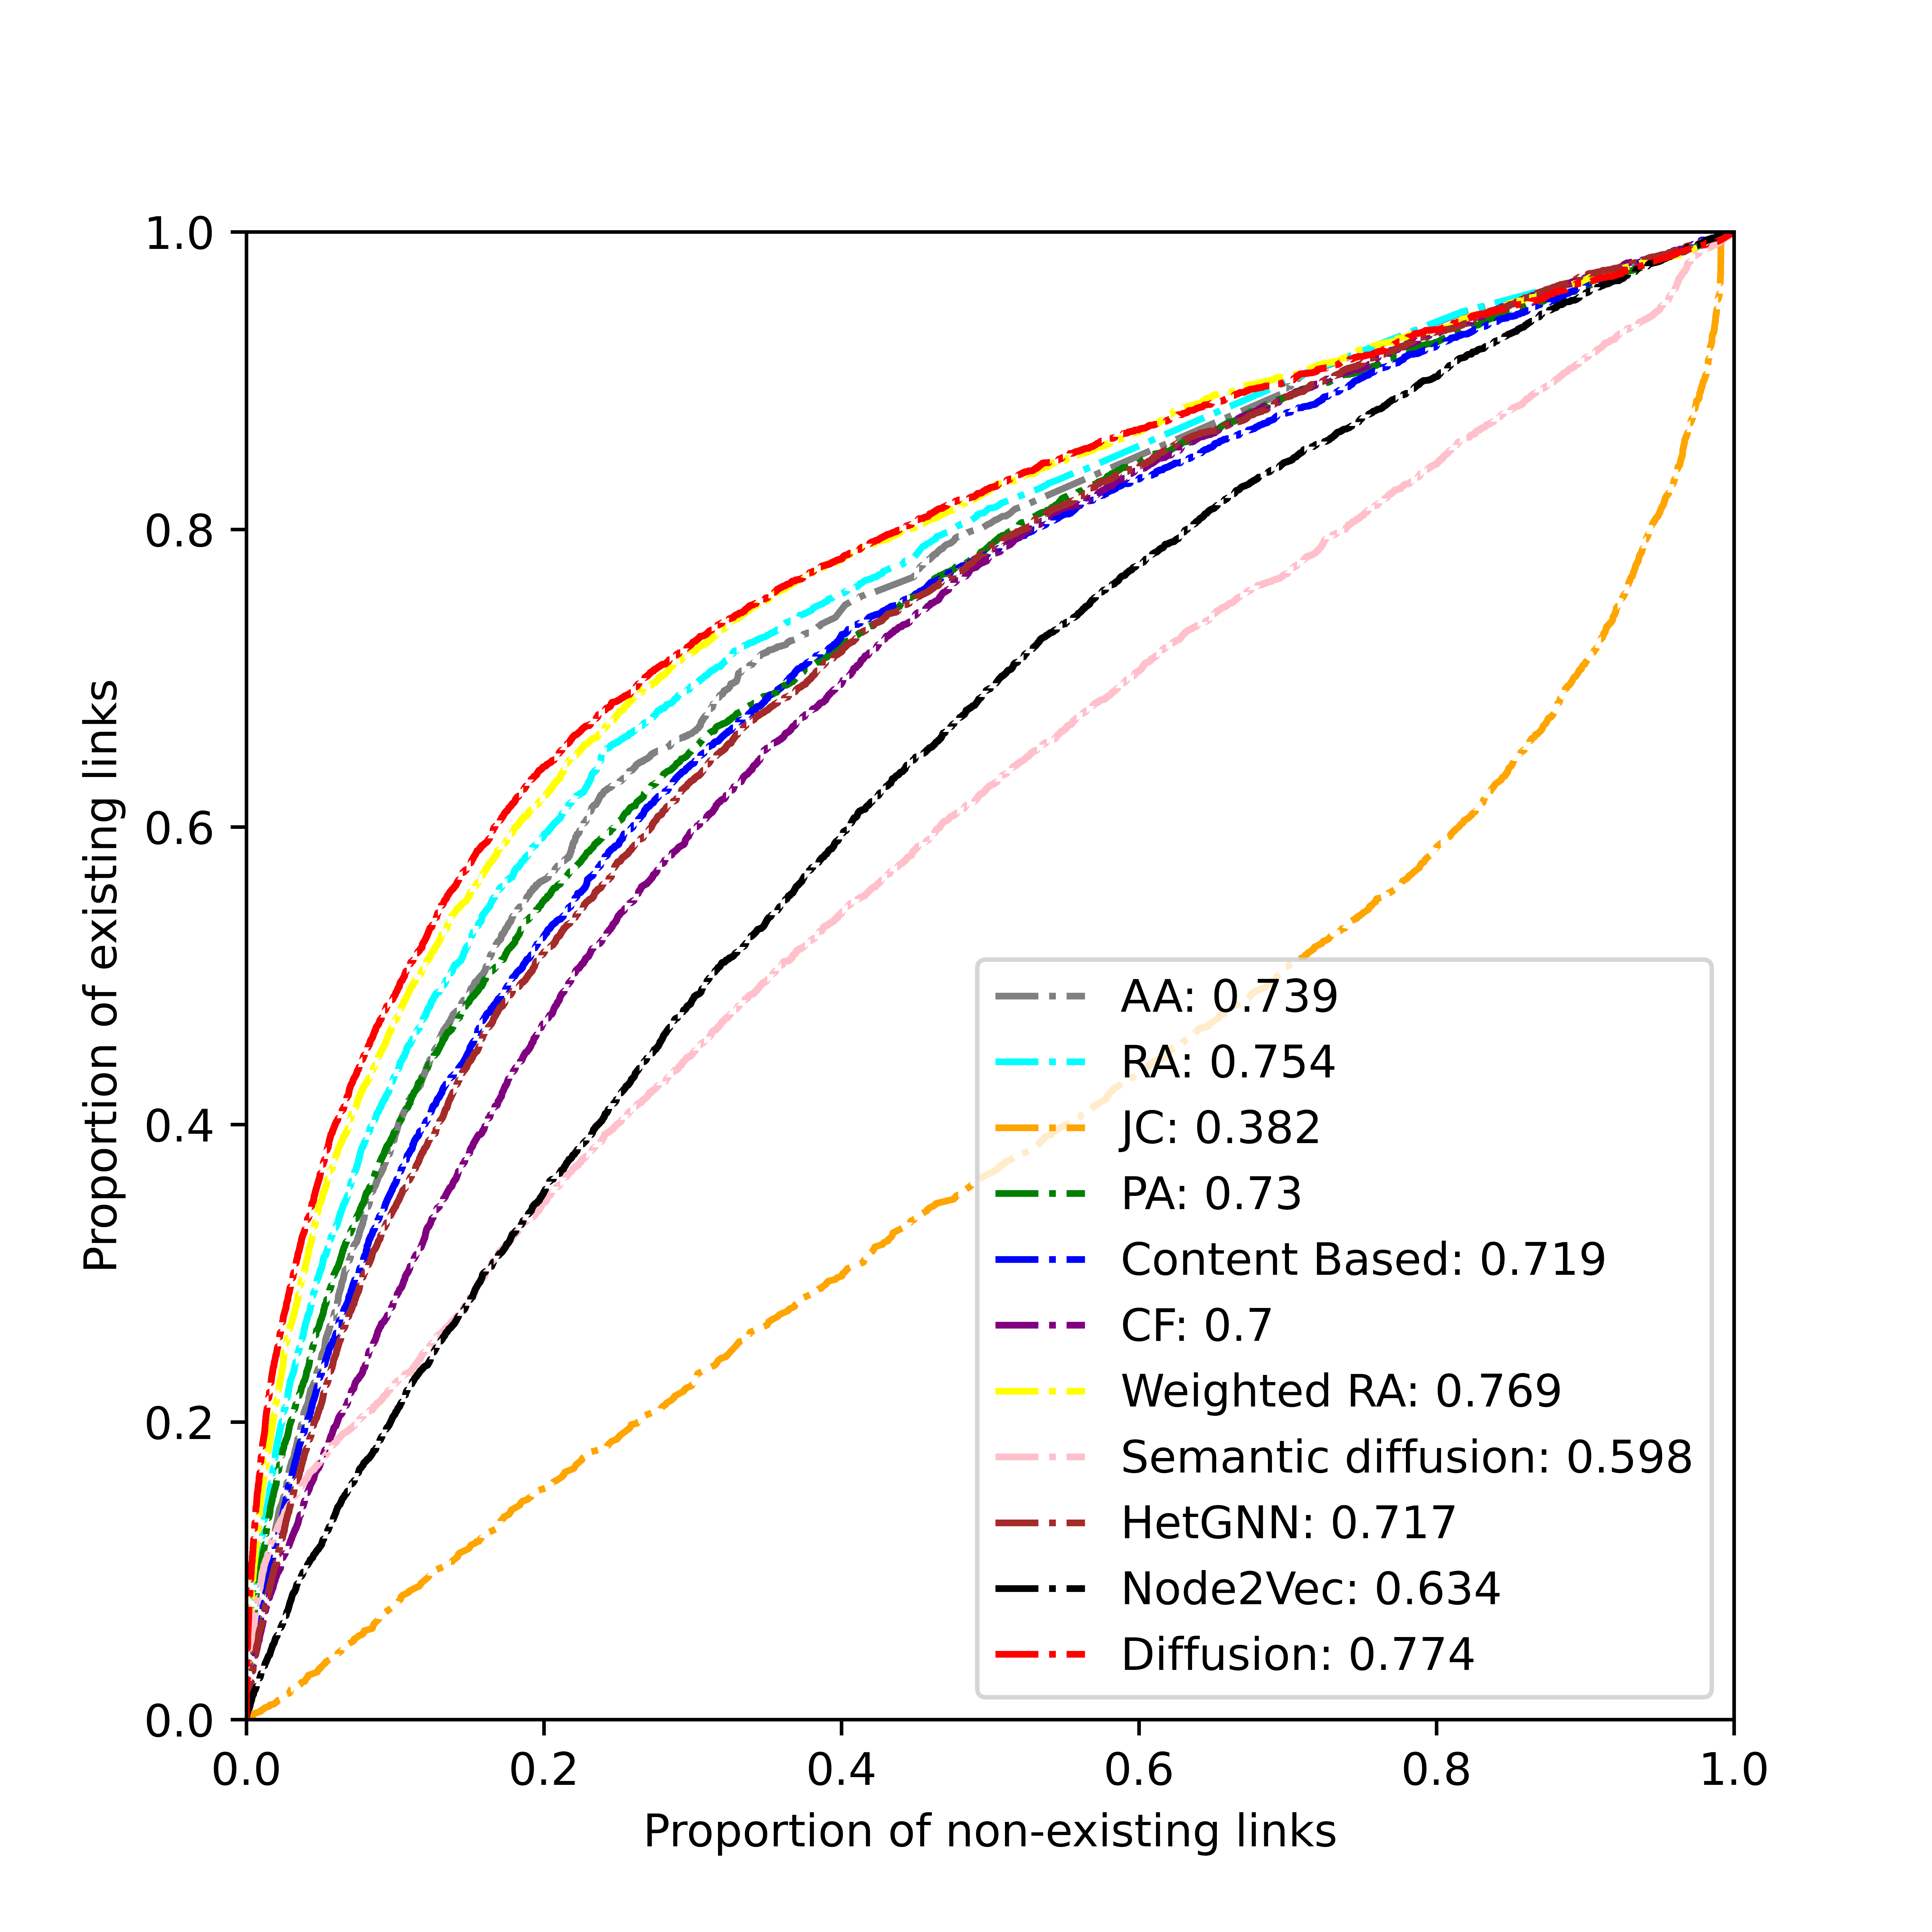 1.0
0.8
0.6
0.4
0.2
0.0
Proportion of existing links
AA: 0.739
RA: 0.754
JC: 0.382
PA: 0.73
Content Based: 0.719
CF: 0.7
Weighted RA: 0.769
Semantic diffusion: 0.598
HetGNN: 0.717
Node2Vec: 0.634
Diffusion: 0.774
0.0 0.2 0.4 0.6 0.8 1.0
Proportion of non-existing links